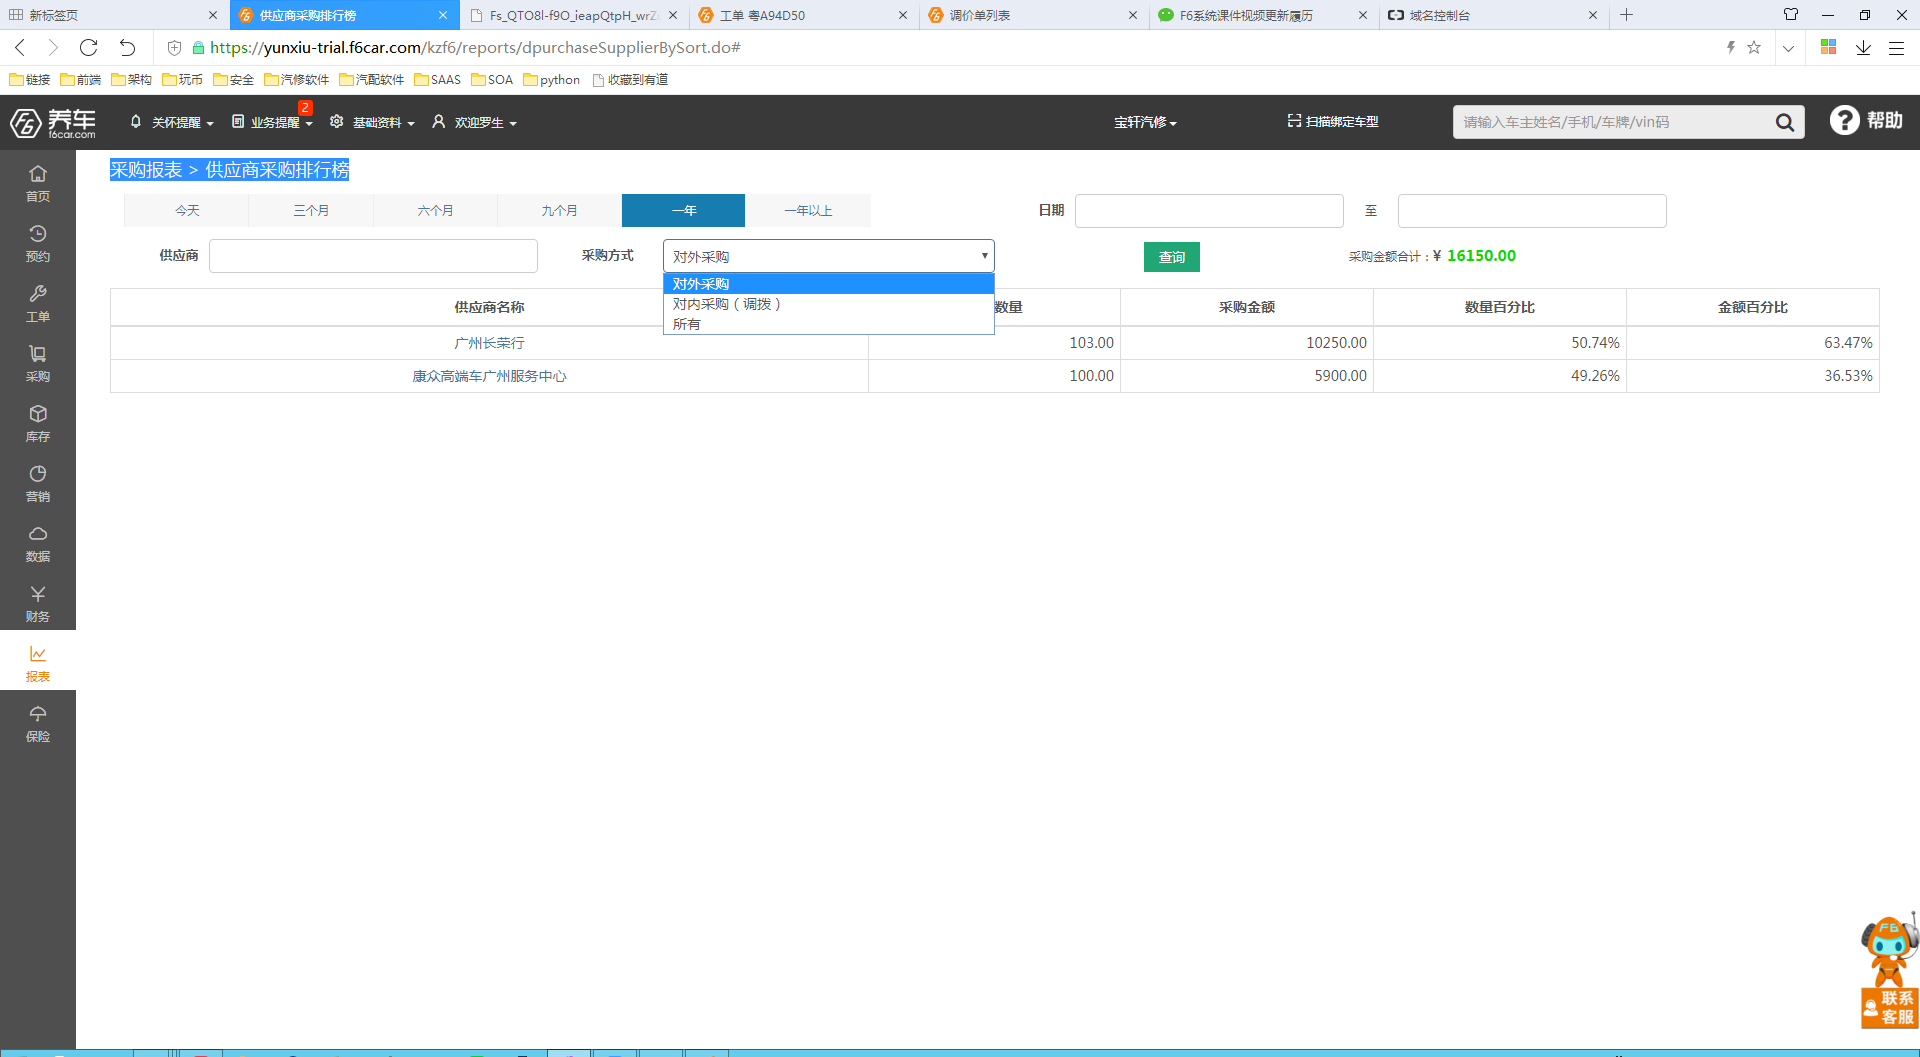 新标签页
供应商采购排行榜
Fs_QTO8l-f9O_ieapQtpH_wrZ
工单 粤A94D50
调价单列表
F6系统课件视频更新履历
域名控制台
https://yunxiu-trial.f6car.com/kzf6/reports/dpurchaseSupplierBySort.do#
链接 前端 架构 玩币 安全 汽修软件 汽配软件 SAAS SOA python 收藏到有道
F6 养车 f6car.com
关怀提醒 业务提醒 2 基础资料 欢迎罗生
宝轩汽修
扫描绑定车型
请输入车主姓名/手机/车牌/vin码
? 帮助
首页
预约
工单
采购
库存
营销
数据
财务
报表
保险
采购报表 > 供应商采购排行榜
今天 三个月 六个月 九个月 一年 一年以上
日期 至
供应商
采购方式 对外采购
查询
采购金额合计：¥ 16150.00
对外采购
对内采购（调拨）
所有
供应商名称 数量 采购金额 数量百分比 金额百分比
广州长荣行 103.00 10250.00 50.74% 63.47%
康众高端车广州服务中心 100.00 5900.00 49.26% 36.53%
F6
联系
客服